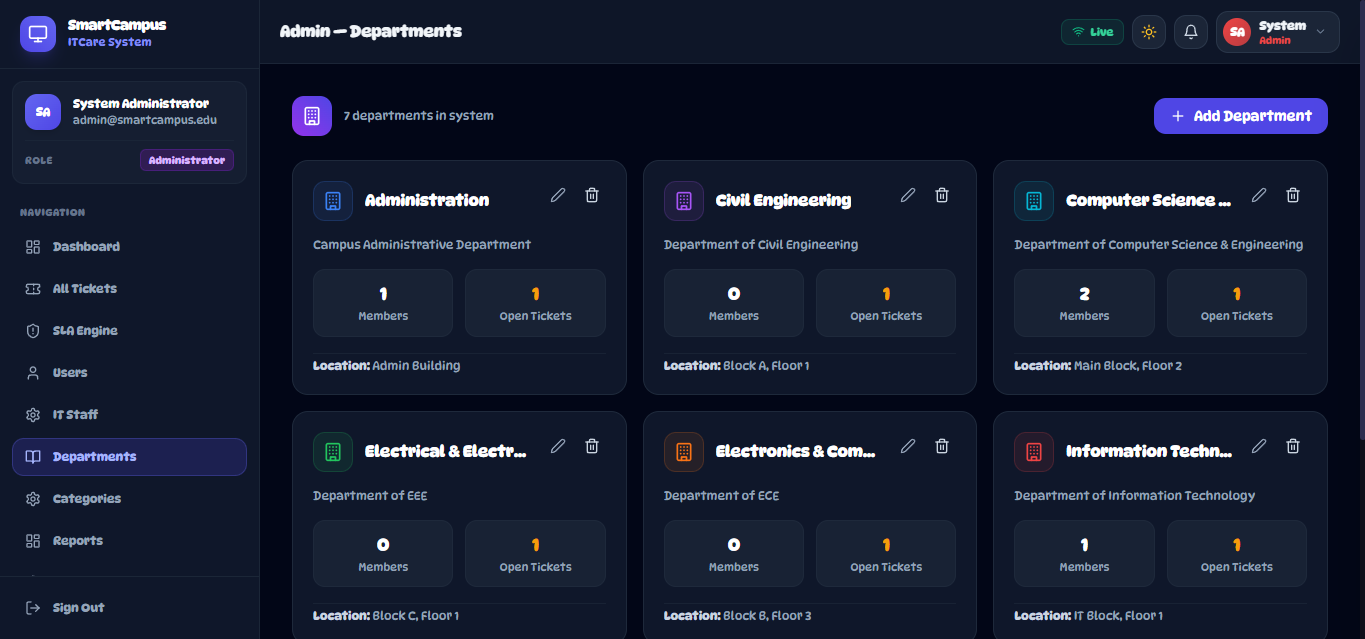 SmartCampus
ITCare System
SA
System Administrator
admin@smartcampus.edu
ROLE
Administrator
NAVIGATION
Dashboard
All Tickets
SLA Engine
Users
IT Staff
Departments
Categories
Reports
Sign Out
Admin — Departments
Live
SA
System
Admin
7 departments in system
+ Add Department
Administration
Campus Administrative Department
1
Members
1
Open Tickets
Location: Admin Building
Civil Engineering
Department of Civil Engineering
0
Members
1
Open Tickets
Location: Block A, Floor 1
Computer Science ...
Department of Computer Science & Engineering
2
Members
1
Open Tickets
Location: Main Block, Floor 2
Electrical & Electr...
Department of EEE
0
Members
1
Open Tickets
Location: Block C, Floor 1
Electronics & Com...
Department of ECE
0
Members
1
Open Tickets
Location: Block B, Floor 3
Information Techn...
Department of Information Technology
1
Members
1
Open Tickets
Location: IT Block, Floor 1